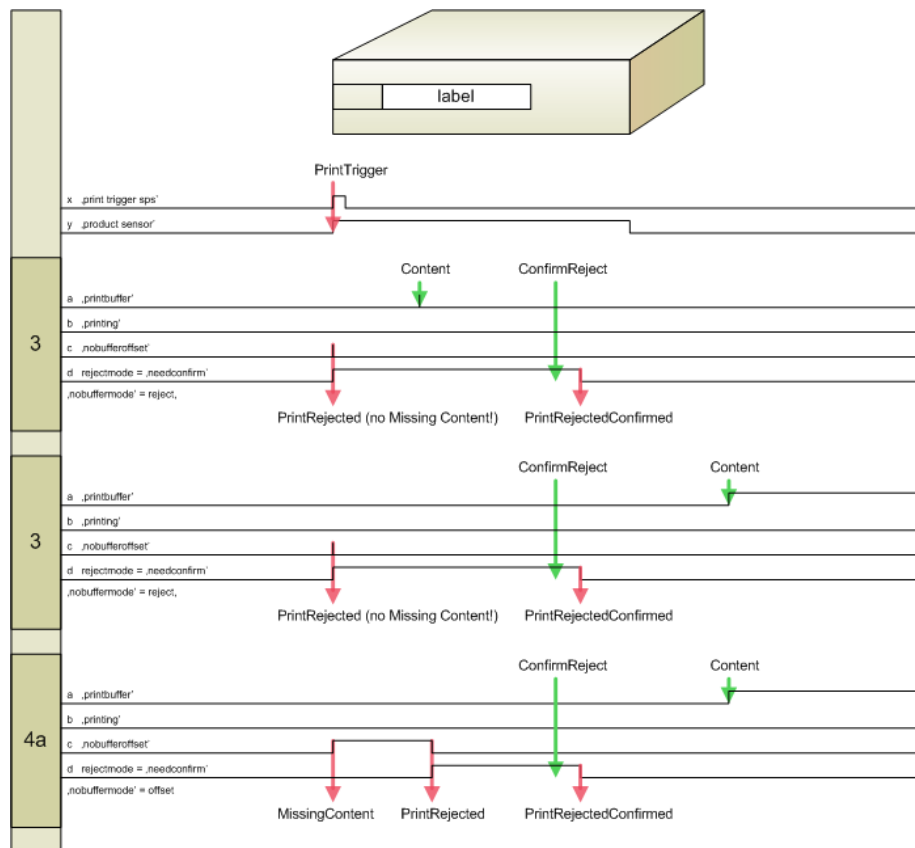 label
PrintTrigger
x ‚print trigger sps‘
y ‚product sensor‘
Content ConfirmReject
a ‚printbuffer‘
b ‚printing‘
3
c ‚nobufferoffset‘
d rejectmode = ‚needconfirm‘
‚nobuffermode‘ = reject,
PrintRejected (no Missing Content!) PrintRejectedConfirmed
ConfirmReject Content
a ‚printbuffer‘
b ‚printing‘
3
c ‚nobufferoffset‘
d rejectmode = ‚needconfirm‘
‚nobuffermode‘ = reject,
PrintRejected (no Missing Content!) PrintRejectedConfirmed
ConfirmReject Content
a ‚printbuffer‘
b ‚printing‘
4a
c ‚nobufferoffset‘
d rejectmode = ‚needconfirm‘
‚nobuffermode‘ = offset
MissingContent PrintRejected PrintRejectedConfirmed